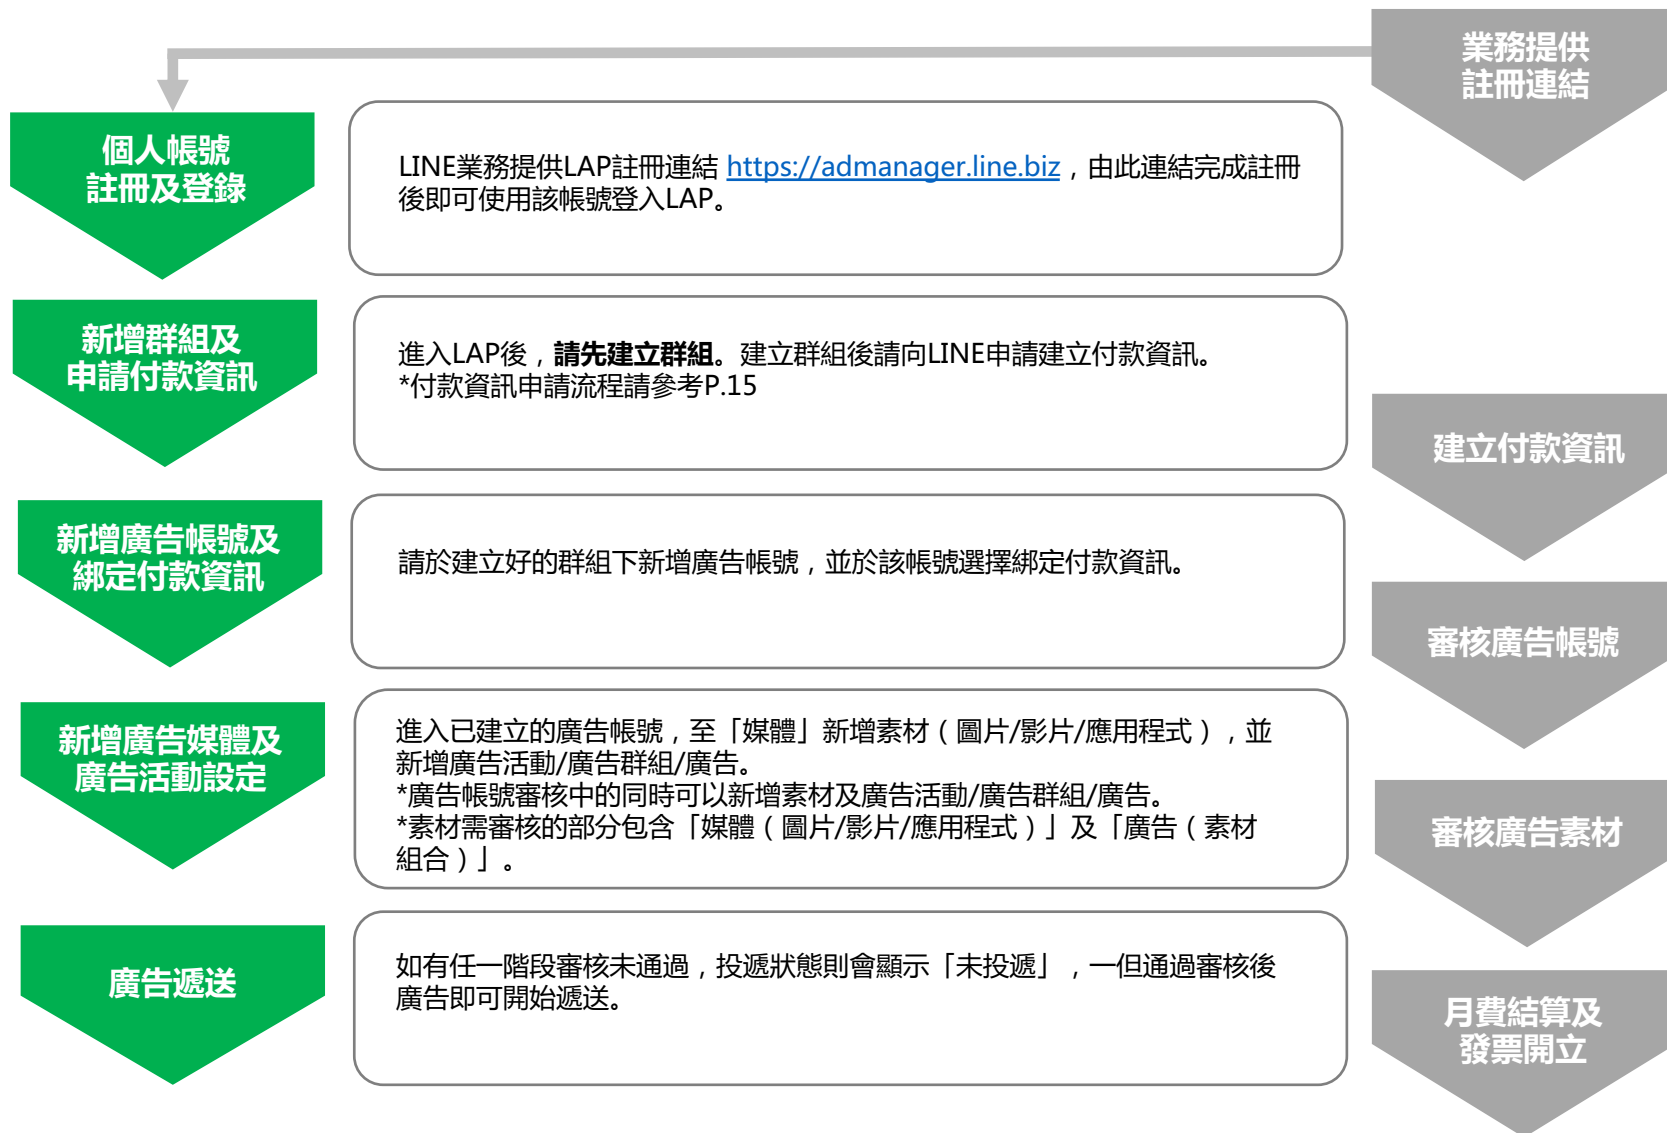 業務提供
註冊連結
個人帳號
註冊及登錄
LINE業務提供LAP註冊連結 https://admanager.line.biz，由此連結完成註冊
後即可使用該帳號登入LAP。
新增群組及
申請付款資訊
進入LAP後，請先建立群組。建立群組後請向LINE申請建立付款資訊。
*付款資訊申請流程請參考P.15
建立付款資訊
新增廣告帳號及
綁定付款資訊
請於建立好的群組下新增廣告帳號，並於該帳號選擇綁定付款資訊。
審核廣告帳號
新增廣告媒體及
廣告活動設定
進入已建立的廣告帳號，至「媒體」新增素材（圖片/影片/應用程式），並
新增廣告活動/廣告群組/廣告。
*廣告帳號審核中的同時可以新增素材及廣告活動/廣告群組/廣告。
*素材需審核的部分包含「媒體（圖片/影片/應用程式）」及「廣告（素材
組合）」。
審核廣告素材
廣告遞送
如有任一階段審核未通過，投遞狀態則會顯示「未投遞」，一但通過審核後
廣告即可開始遞送。
月費結算及
發票開立